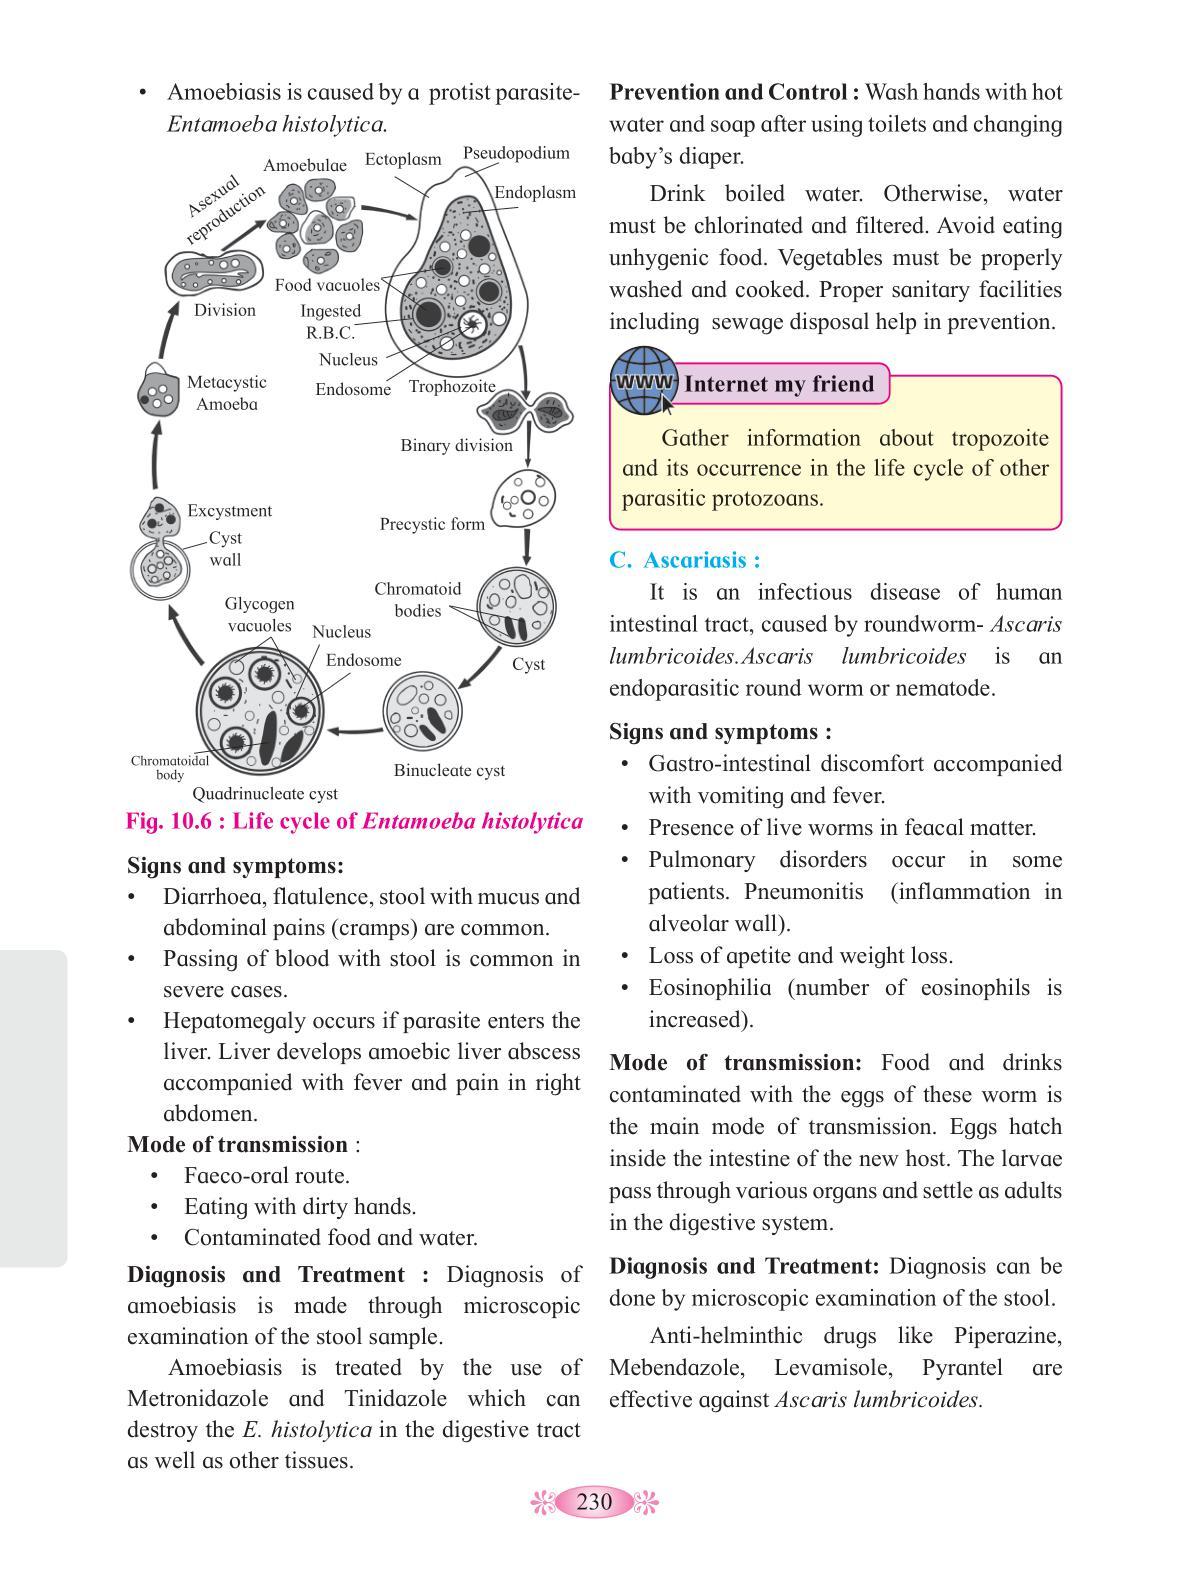 • Amoebiasis is caused by a protist parasite-
Entamoeba histolytica.
Amoebulae
Ectoplasm
Pseudopodium
Endoplasm
Asexual
reproduction
Food vacuoles
Division
Ingested
R.B.C.
Nucleus
Endosome
Trophozoite
Metacystic
Amoeba
Binary division
Excystment
Precystic form
Cyst
wall
Chromatoid
bodies
Glycogen
vacuoles
Nucleus
Endosome
Cyst
Chromatoidal
body
Binucleate cyst
Quadrinucleate cyst
Fig. 10.6 : Life cycle of Entamoeba histolytica
Signs and symptoms:
• Diarrhoea, flatulence, stool with mucus and
abdominal pains (cramps) are common.
• Passing of blood with stool is common in
severe cases.
• Hepatomegaly occurs if parasite enters the
liver. Liver develops amoebic liver abscess
accompanied with fever and pain in right
abdomen.
Mode of transmission :
• Faeco-oral route.
• Eating with dirty hands.
• Contaminated food and water.
Diagnosis and Treatment : Diagnosis of
amoebiasis is made through microscopic
examination of the stool sample.
Amoebiasis is treated by the use of
Metronidazole and Tinidazole which can
destroy the E. histolytica in the digestive tract
as well as other tissues.
Prevention and Control : Wash hands with hot
water and soap after using toilets and changing
baby’s diaper.
Drink boiled water. Otherwise, water
must be chlorinated and filtered. Avoid eating
unhygenic food. Vegetables must be properly
washed and cooked. Proper sanitary facilities
including sewage disposal help in prevention.
WWW Internet my friend
Gather information about tropozoite
and its occurrence in the life cycle of other
parasitic protozoans.
C. Ascariasis :
It is an infectious disease of human
intestinal tract, caused by roundworm- Ascaris
lumbricoides.Ascaris lumbricoides is an
endoparasitic round worm or nematode.
Signs and symptoms :
• Gastro-intestinal discomfort accompanied
with vomiting and fever.
• Presence of live worms in feacal matter.
• Pulmonary disorders occur in some
patients. Pneumonitis (inflammation in
alveolar wall).
• Loss of apetite and weight loss.
• Eosinophilia (number of eosinophils is
increased).
Mode of transmission: Food and drinks
contaminated with the eggs of these worm is
the main mode of transmission. Eggs hatch
inside the intestine of the new host. The larvae
pass through various organs and settle as adults
in the digestive system.
Diagnosis and Treatment: Diagnosis can be
done by microscopic examination of the stool.
Anti-helminthic drugs like Piperazine,
Mebendazole, Levamisole, Pyrantel are
effective against Ascaris lumbricoides.
230